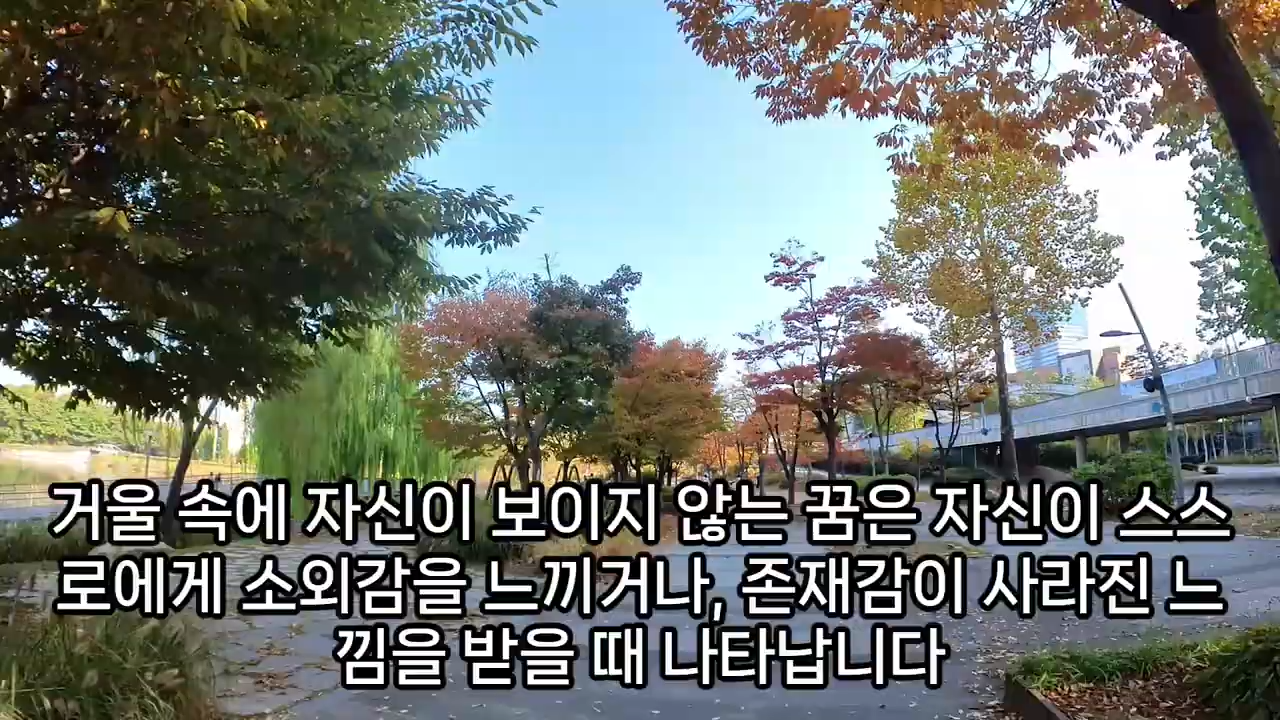 거울 속에 자신이 보이지 않는 꿈은 자신이 스스
로에게 소외감을 느끼거나, 존재감이 사라진 느
낌을 받을 때 나타납니다